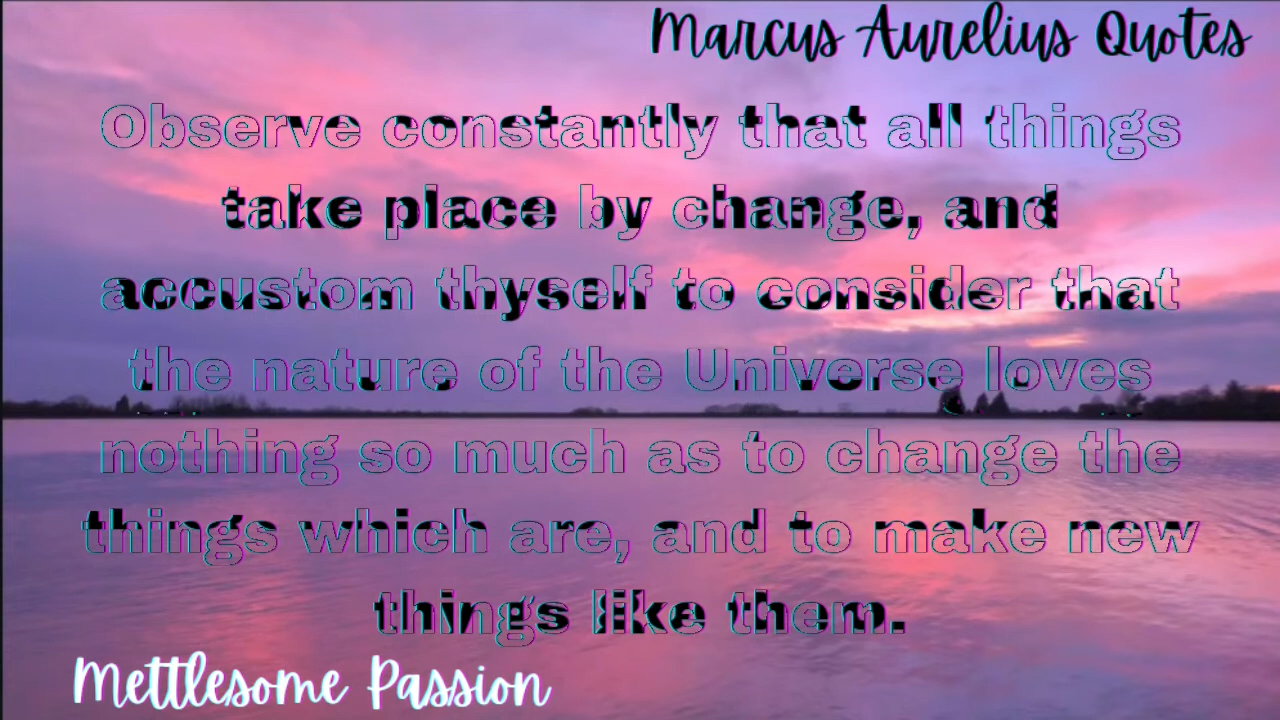 Marcus Aurelius Quotes
Observe constantly that all things
take place by change, and
accustom thyself to consider that
the nature of the Universe loves
nothing so much as to change the
things which are, and to make new
things like them.
Mettlesome Passion